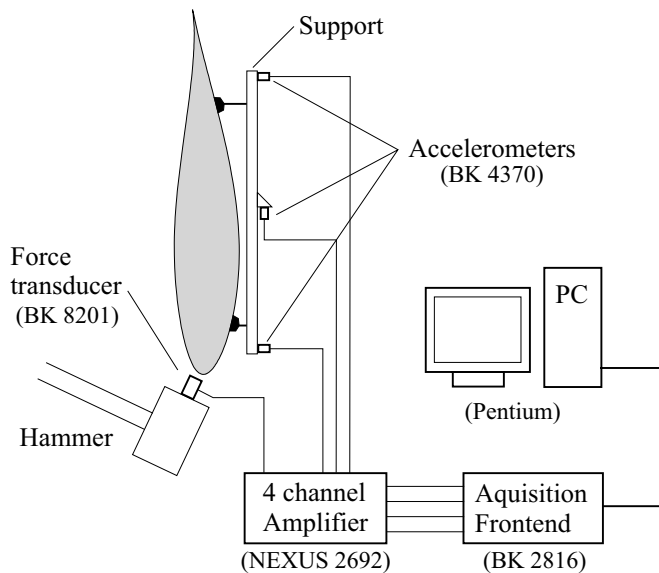 Support
Accelerometers
(BK 4370)
Force
transducer
(BK 8201)
PC
(Pentium)
Hammer
4 channel
Amplifier
(NEXUS 2692)
Aquisition
Frontend
(BK 2816)